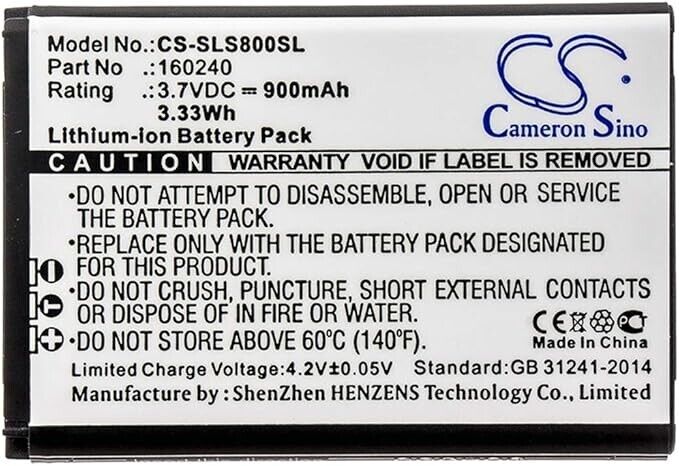 Model No.:CS-SLS800SL
Part No :160240
Rating :3.7VDC ⎓ 900mAh
3.33Wh
Lithium-ion Battery Pack
CS
Cameron Sino
CAUTION WARRANTY VOID IF LABEL IS REMOVED
•DO NOT ATTEMPT TO DISASSEMBLE, OPEN OR SERVICE
THE BATTERY PACK.
•REPLACE ONLY WITH THE BATTERY PACK DESIGNATED
FOR THIS PRODUCT.
•DO NOT CRUSH, PUNCTURE, SHORT EXTERNAL CONTACTS
OR DISPOSE OF IN FIRE OR WATER.
•DO NOT STORE ABOVE 60°C (140°F).
CE
Made In China
Limited Charge Voltage:4.2V±0.05V Standard:GB 31241-2014
Manufacture by : ShenZhen HENZENS Technology Co., Limited.